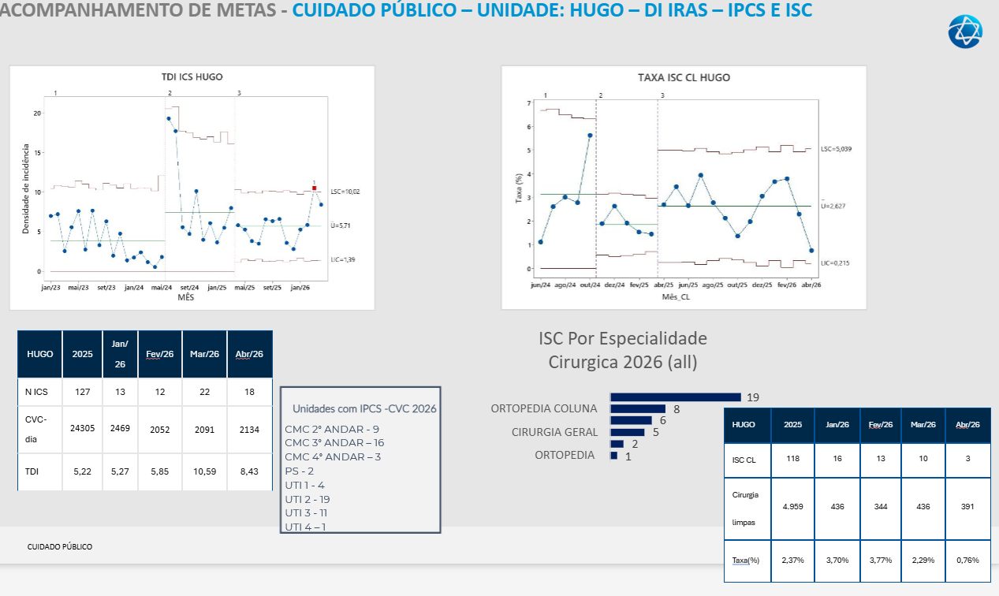 ACOMPANHAMENTO DE METAS - CUIDADO PÚBLICO – UNIDADE: HUGO – DI IRAS – IPCS E ISC
TDI ICS HUGO
1 2 3
Densidade de incidência
20
15
10
5
0
1
LSC=10,02
Ū=5,71
LIC=1,39
jan/23 mai/23 set/23 jan/24 mai/24 set/24 jan/25 mai/25 set/25 jan/26
MÊS
TAXA ISC CL HUGO
1 2 3
Taxa (%)
7
6
5
4
3
2
1
0
LSC=5,039
Ū=2,627
LIC=0,215
jun/24 ago/24 out/24 dez/24 fev/25 abr/25 jun/25 ago/25 out/25 dez/25 fev/26 abr/26
Mês_CL
HUGO 2025 Jan/26 Fev/26 Mar/26 Abr/26
N ICS 127 13 12 22 18
CVC-dia 24305 2469 2052 2091 2134
TDI 5,22 5,27 5,85 10,59 8,43
Unidades com IPCS -CVC 2026
CMC 2º ANDAR - 9
CMC 3º ANDAR – 16
CMC 4º ANDAR – 3
PS - 2
UTI 1 - 4
UTI 2 - 19
UTI 3 - 11
UTI 4 – 1
ISC Por Especialidade
Cirurgica 2026 (all)
19
ORTOPEDIA COLUNA 8
6
CIRURGIA GERAL 5
2
ORTOPEDIA 1
HUGO 2025 Jan/26 Fev/26 Mar/26 Abr/26
ISC CL 118 16 13 10 3
Cirurgia limpas 4.959 436 344 436 391
Taxa(%) 2,37% 3,70% 3,77% 2,29% 0,76%
CUIDADO PÚBLICO